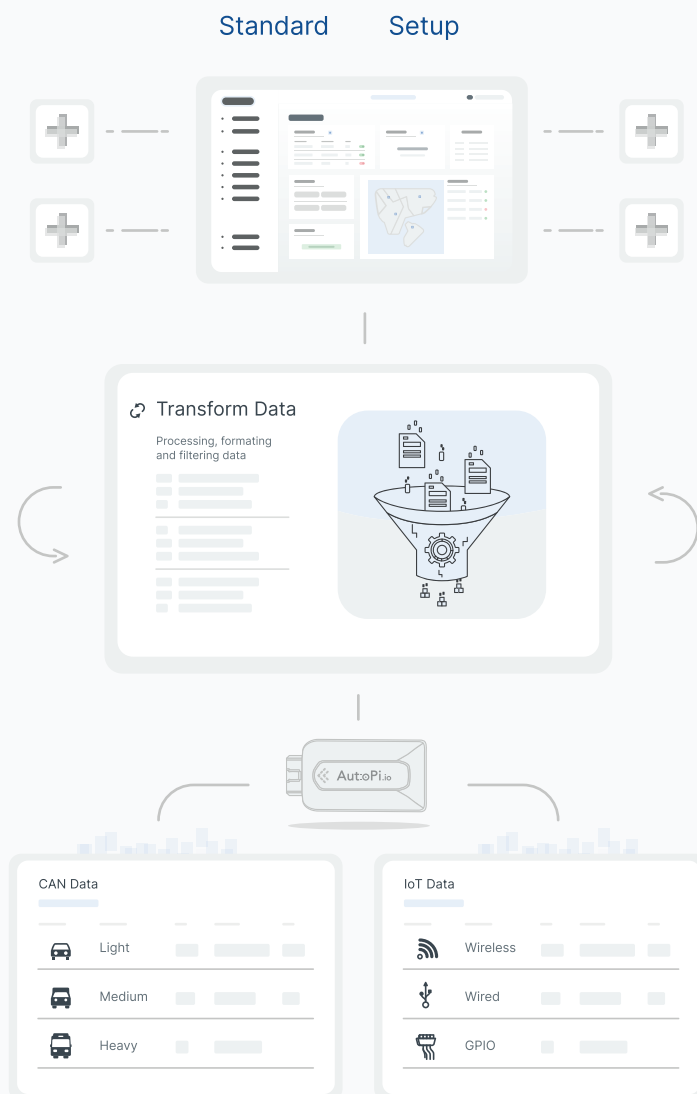 Standard Setup
Transform Data
Processing, formating
and filtering data
AutoPi.io
CAN Data
Light
Medium
Heavy
IoT Data
Wireless
Wired
GPIO